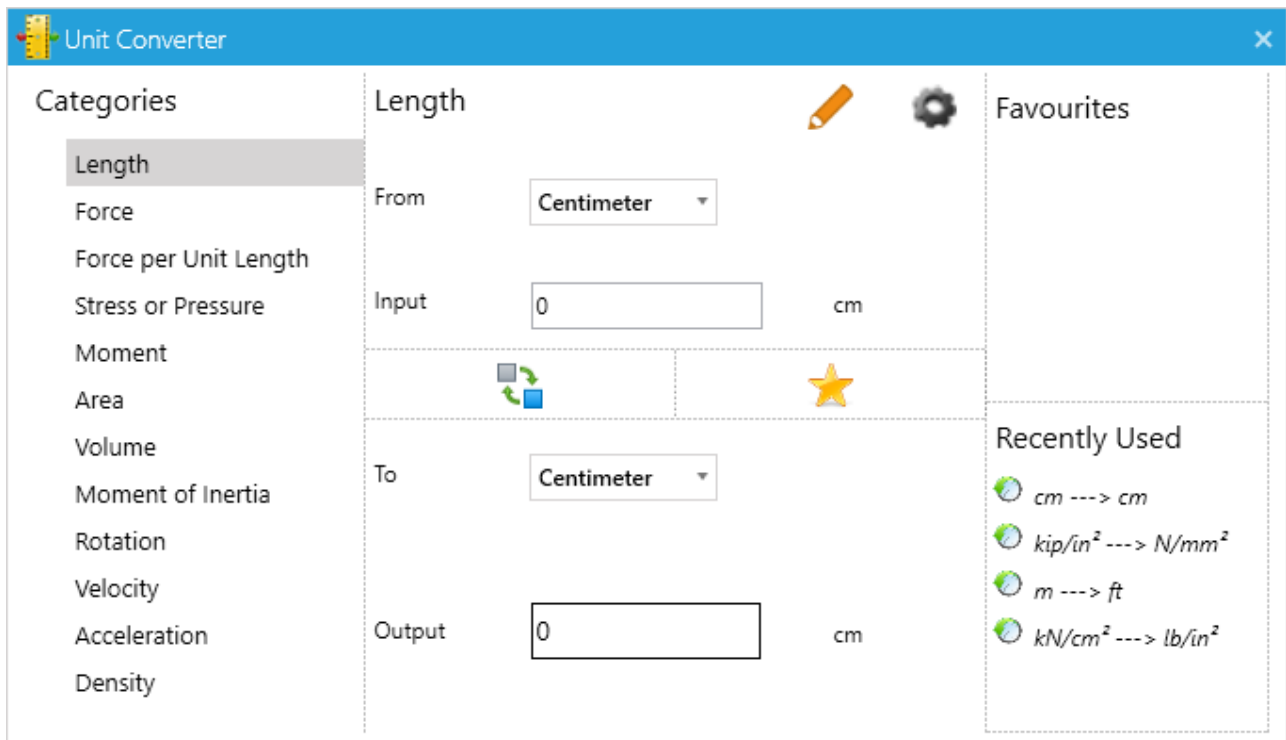 Unit Converter
Categories
Length
Force
Force per Unit Length
Stress or Pressure
Moment
Area
Volume
Moment of Inertia
Rotation
Velocity
Acceleration
Density
Length
From
Centimeter
Input
0
cm
To
Centimeter
Output
0
cm
Favourites
Recently Used
cm ---> cm
kip/in² ---> N/mm²
m ---> ft
kN/cm² ---> lb/in²